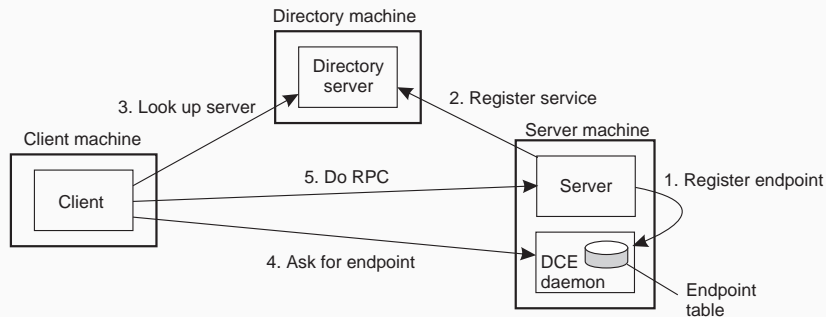 Directory machine
Directory
server
3. Look up server
2. Register service
Client machine
Server machine
Client
5. Do RPC
Server
1. Register endpoint
4. Ask for endpoint
DCE
daemon
Endpoint
table